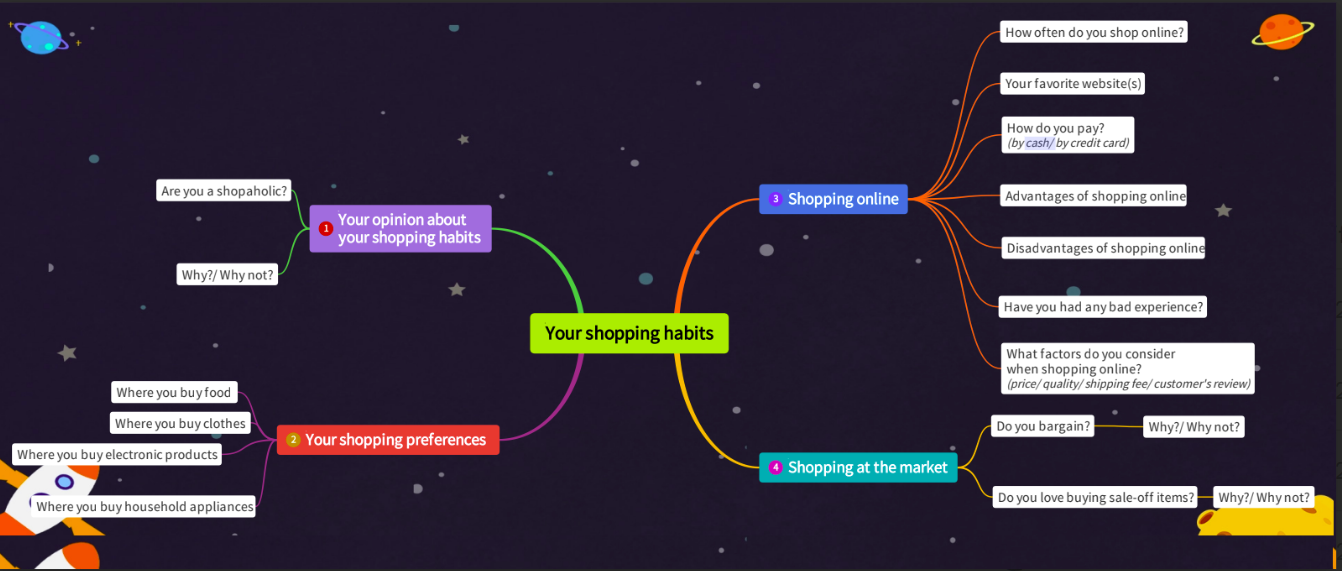 Your shopping habits
1
Your opinion about
your shopping habits
Are you a shopaholic?
Why?/ Why not?
2
Your shopping preferences
Where you buy food
Where you buy clothes
Where you buy electronic products
Where you buy household appliances
3
Shopping online
How often do you shop online?
Your favorite website(s)
How do you pay?
(by cash/ by credit card)
Advantages of shopping online
Disadvantages of shopping online
Have you had any bad experience?
What factors do you consider
when shopping online?
(price/ quality/ shipping fee/ customer's review)
4
Shopping at the market
Do you bargain?
Why?/ Why not?
Do you love buying sale-off items?
Why?/ Why not?